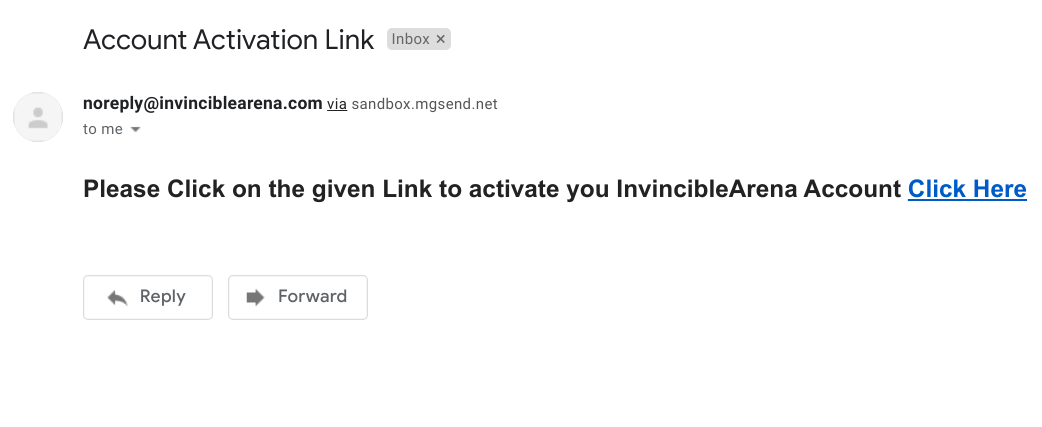 Account Activation Link Inbox ×
noreply@invinciblearena.com via sandbox.mgsend.net
to me
Please Click on the given Link to activate you InvincibleArena Account Click Here
Reply Forward